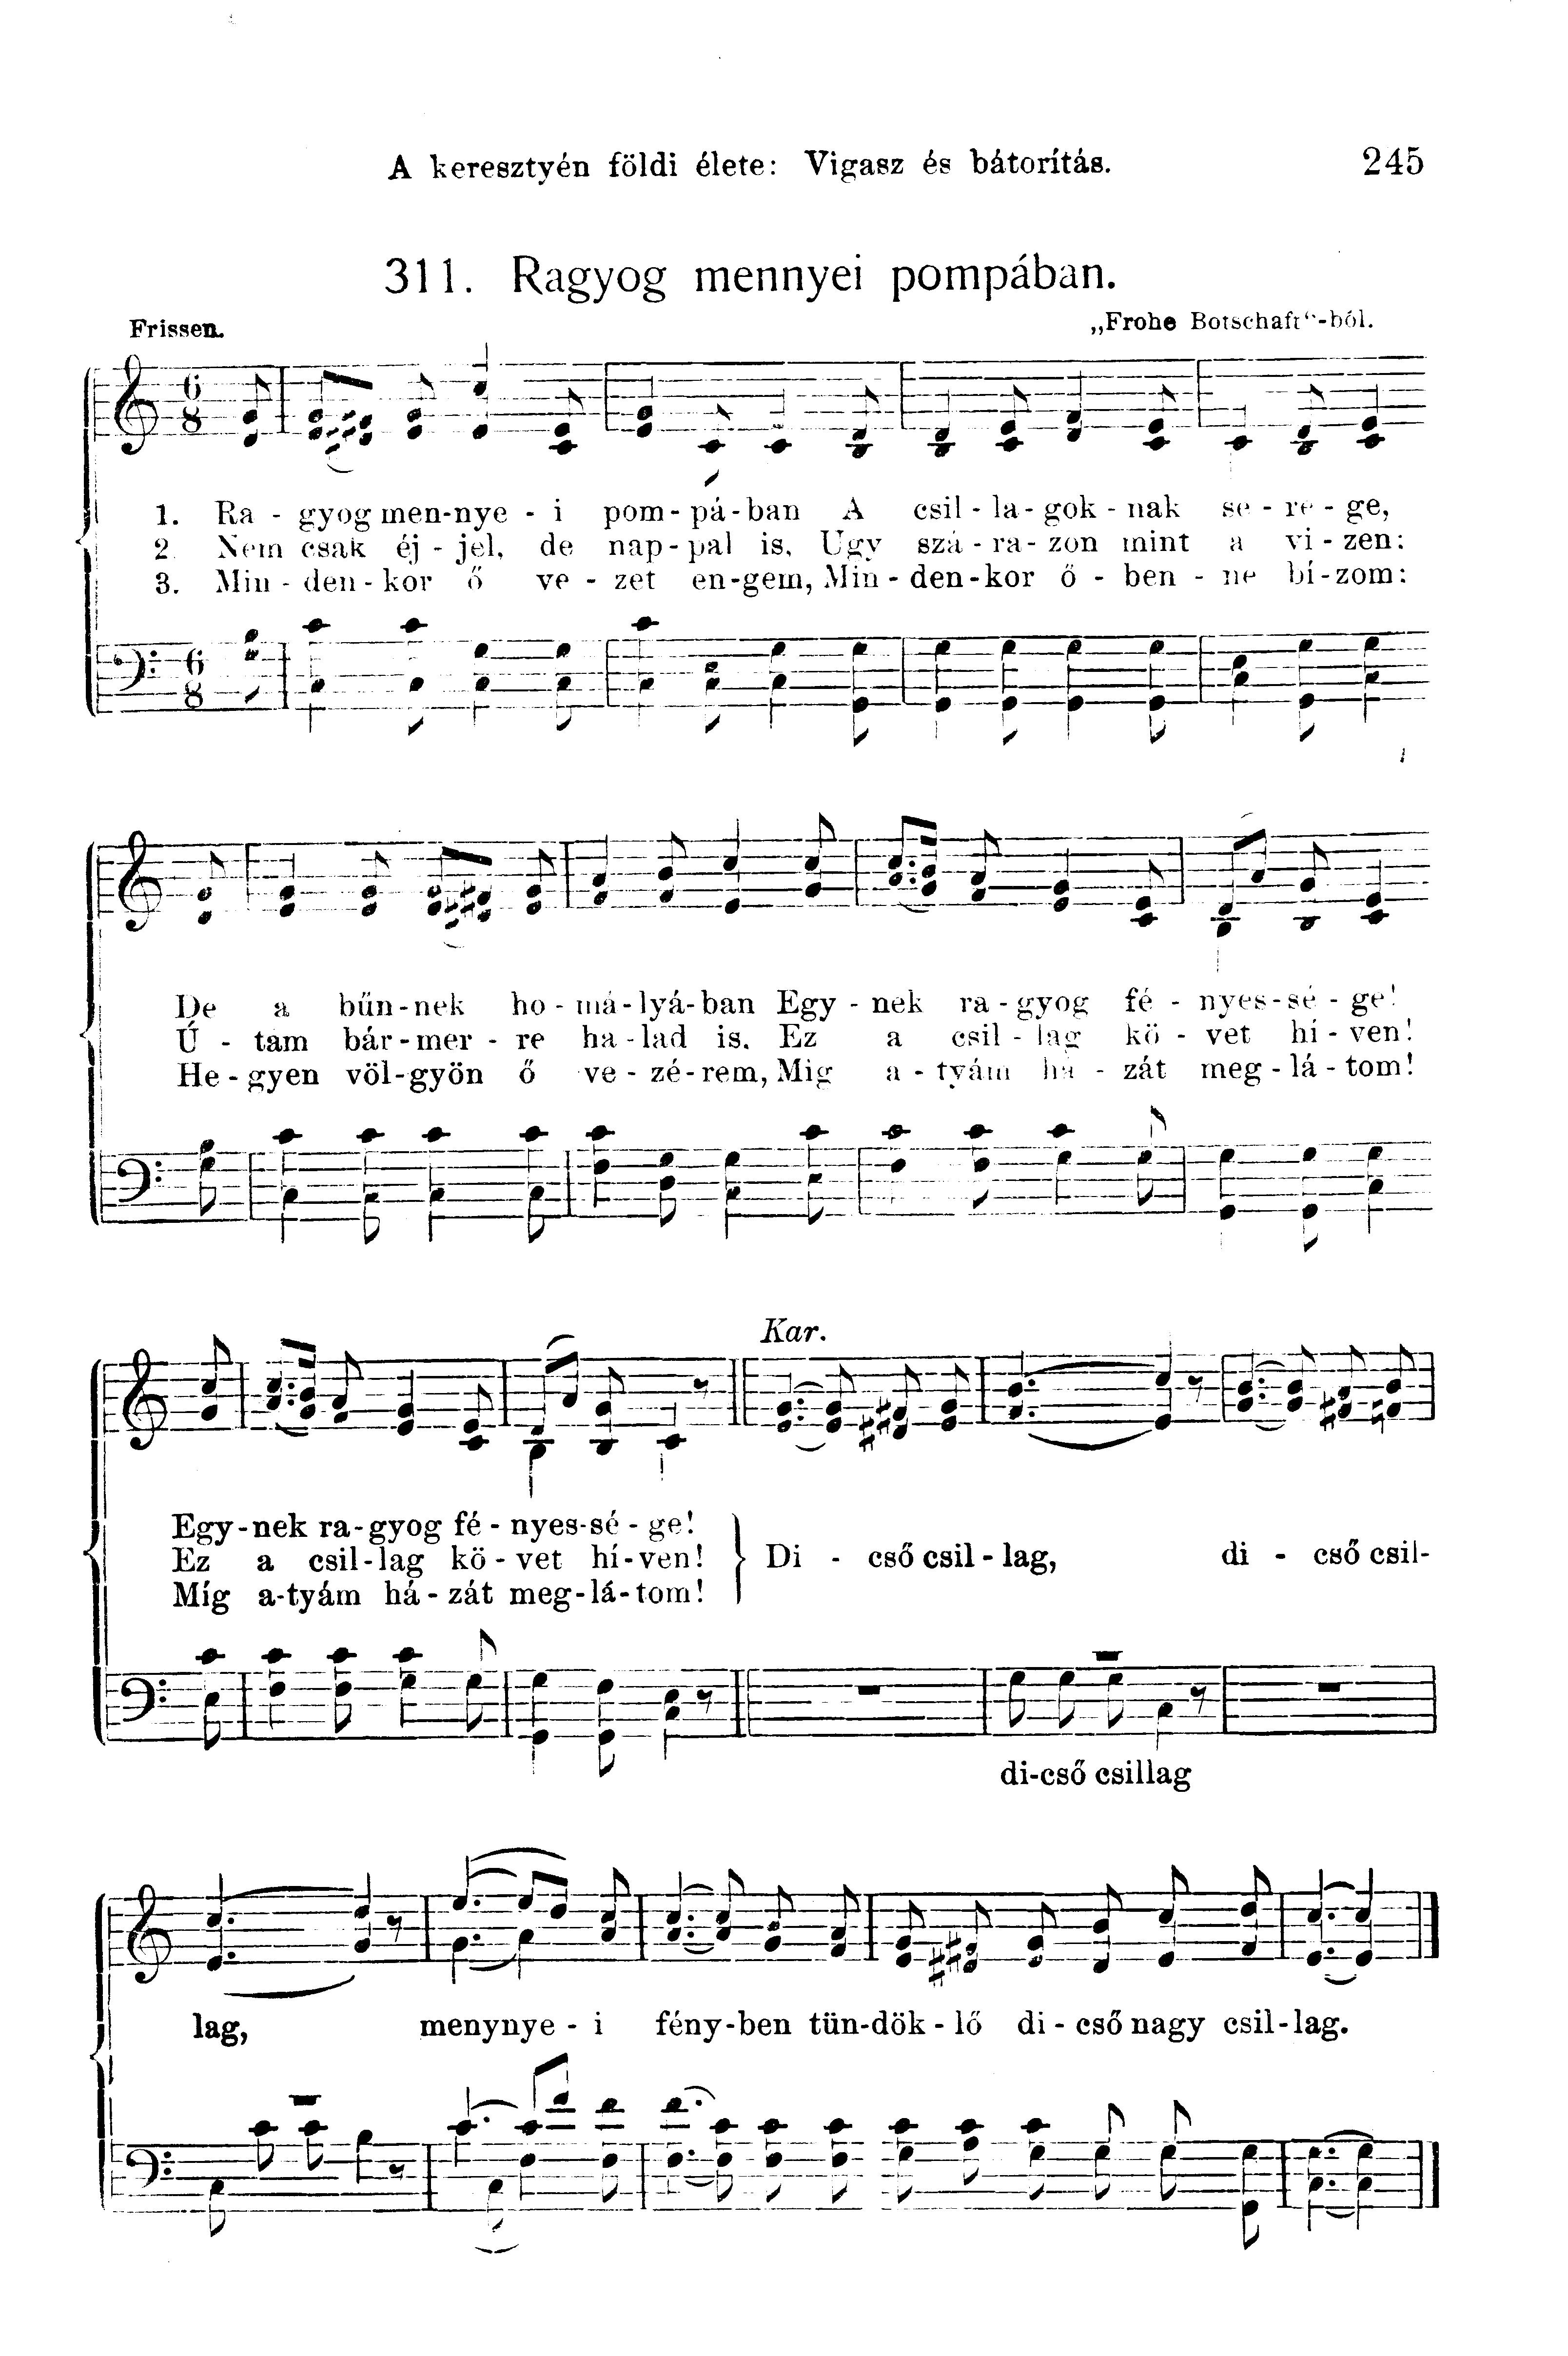 A keresztyén földi élete: Vigasz és bátorítás. 245
311. Ragyog mennyei pompában.
Frissen. „Frohe Botschaft“-ból.
6 8
1. Ra - gyog men-nye - i pom-pá-ban A csil-la-gok-nak se-re-ge,
2. Nem csak éj-jel, de nap-pal is, Ugy szá-ra-zon mint a vi-zen:
3. Min-den-kor ő ve-zet en-gem, Min-den-kor ő-ben-ne bí-zom:
6 8
De a bűn-nek ho-má-lyá-ban Egy-nek ra-gyog fé-nyes-sé-ge!
Ú-tam bár-mer-re ha-lad is. Ez a csil-lag kö-vet hí-ven!
He-gyen völ-gyön ő ve-zé-rem, Mig a-tyám há-zát meg-lá-tom!
Kar.
Egy-nek ra-gyog fé-nyes-sé-ge!
Ez a csil-lag kö-vet hí-ven! } Di - cső csil-lag, di - cső csil-
Míg a-tyám há-zát meg-lá-tom!
di-cső csillag
lag, menynye - i fény-ben tün-dök-lő di-cső nagy csil-lag.